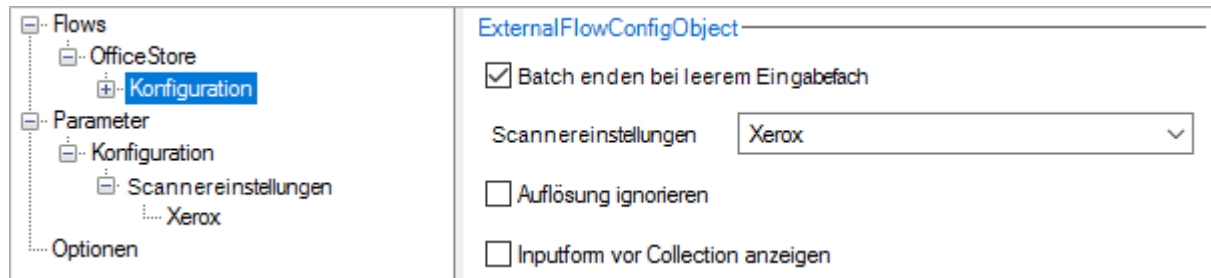 Flows
OfficeStore
Konfiguration
Parameter
Konfiguration
Scannereinstellungen
Xerox
Optionen
ExternalFlowConfigObject
Batch enden bei leerem Eingabefach
Scannereinstellungen Xerox
Auflösung ignorieren
Inputform vor Collection anzeigen